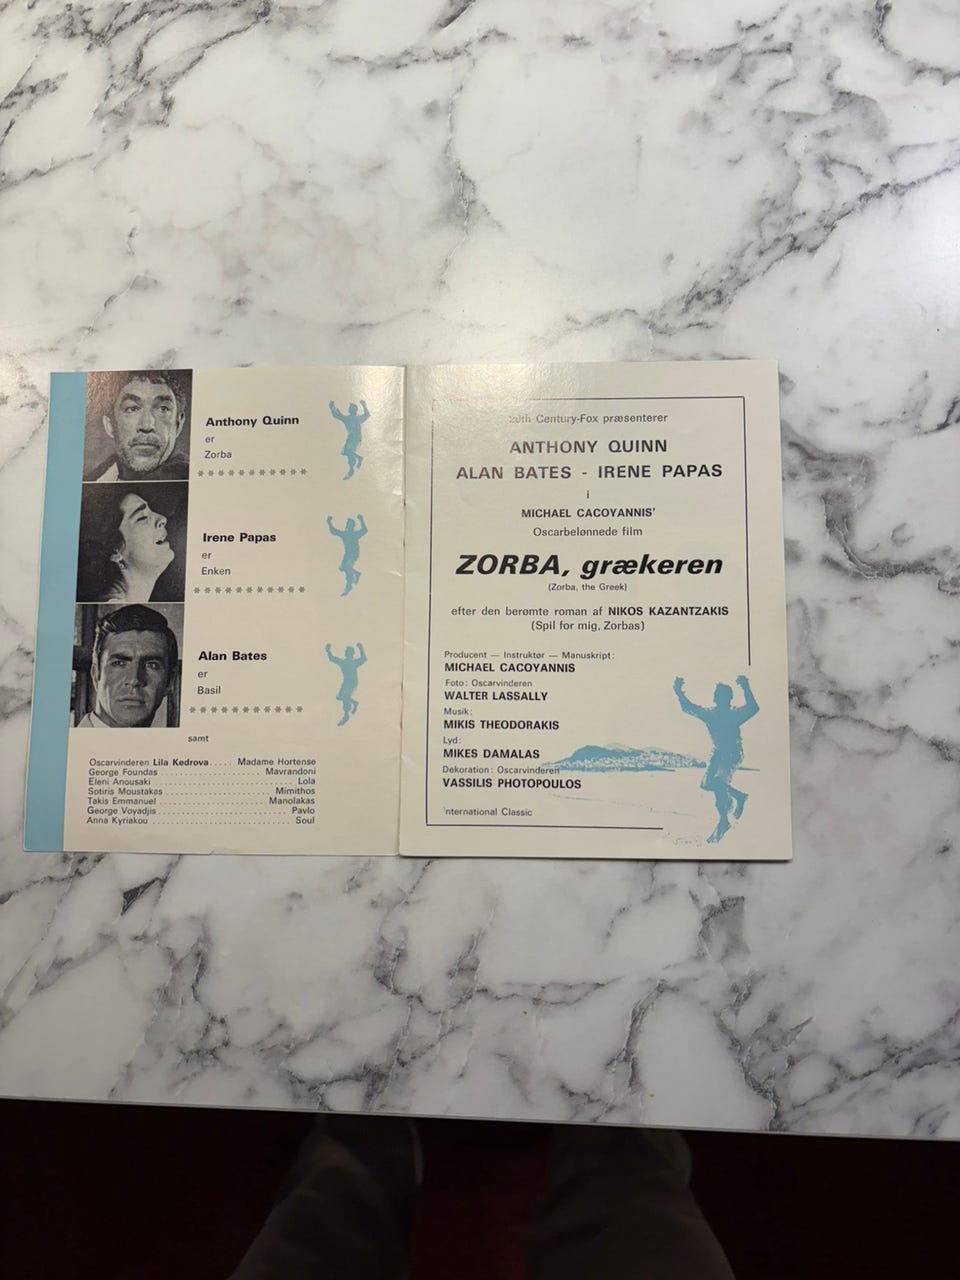 Anthony Quinn
er
Zorba
Irene Papas
er
Enken
Alan Bates
er
Basil
samt
Oscarvinderen Lila Kedrova ..... Madame Hortense
George Foundas ..... Mavrandoni
Eleni Anousaki ..... Lola
Sotiris Moustakas ..... Mimithos
Takis Emmanuel ..... Manolakas
George Voyadjis ..... Pavlo
Anna Kyriakou ..... Soul
20th Century-Fox præsenterer
ANTHONY QUINN
ALAN BATES - IRENE PAPAS
i
MICHAEL CACOYANNIS'
Oscarbelønnede film
ZORBA, grækeren
(Zorba, the Greek)
efter den berømte roman af NIKOS KAZANTZAKIS
(Spil for mig, Zorbas)
Producent — Instruktør — Manuskript:
MICHAEL CACOYANNIS
Foto: Oscarvinderen
WALTER LASSALLY
Musik:
MIKIS THEODORAKIS
Lyd:
MIKES DAMALAS
Dekoration: Oscarvinderen
VASSILIS PHOTOPOULOS
International Classic